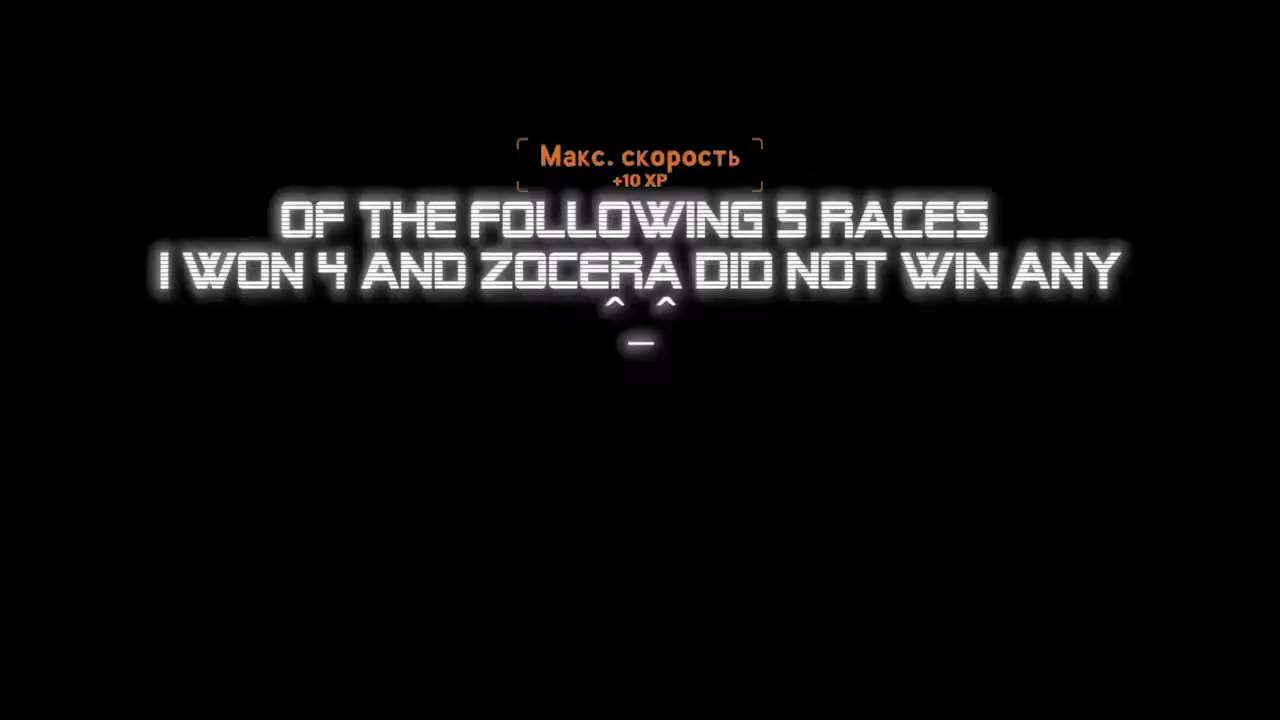 Макс. скорость
+10 XP
OF THE FOLLOWING 5 RACES
I WON 4 AND ZOCERA DID NOT WIN ANY
^ ^
—